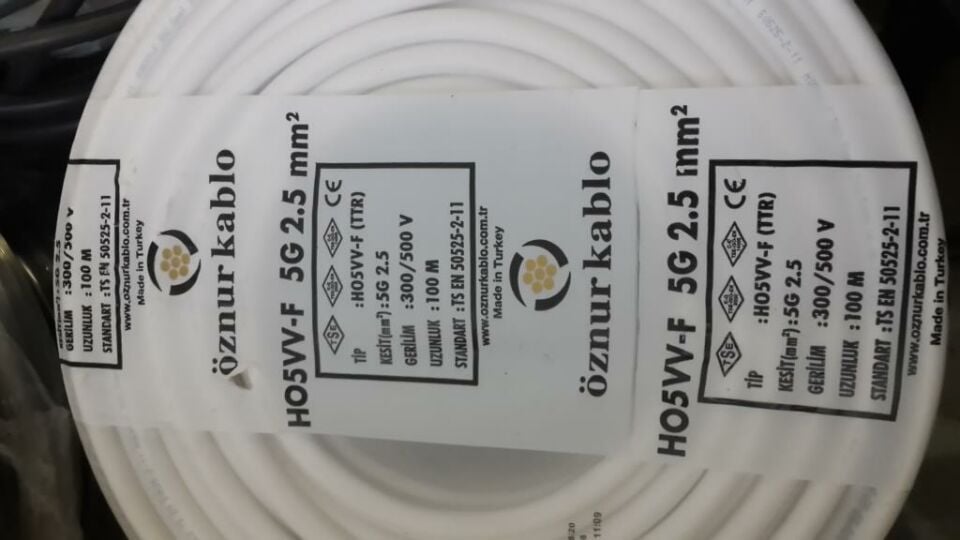 GERİLİM :300/500 V
UZUNLUK :100 M
STANDART :TS EN 50525-2-11
www.oznurkablo.com.tr
Made in Turkey
öznur kablo
HO5VV-F 5G 2.5 mm²
TSE CE
TİP :HO5VV-F (TTR)
KESİT(mm²):5G 2.5
GERİLİM :300/500 V
UZUNLUK :100 M
STANDART :TS EN 50525-2-11
www.oznurkablo.com.tr
Made in Turkey
öznur kablo
HO5VV-F 5G 2.5 mm²
TSE CE
TİP :HO5VV-F (TTR)
KESİT(mm²):5G 2.5
GERİLİM :300/500 V
UZUNLUK :100 M
STANDART :TS EN 50525-2-11
www.oznurkablo.com.tr
Made in Turkey
11:09